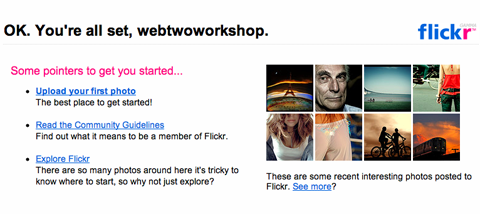 OK. You're all set, webtwoworkshop.
flickr
Some pointers to get you started...
Upload your first photo
The best place to get started!
Read the Community Guidelines
Find out what it means to be a member of Flickr.
Explore Flickr
There are so many photos around here it's tricky to
know where to start, so why not just explore?
These are some recent interesting photos posted to
Flickr. See more?